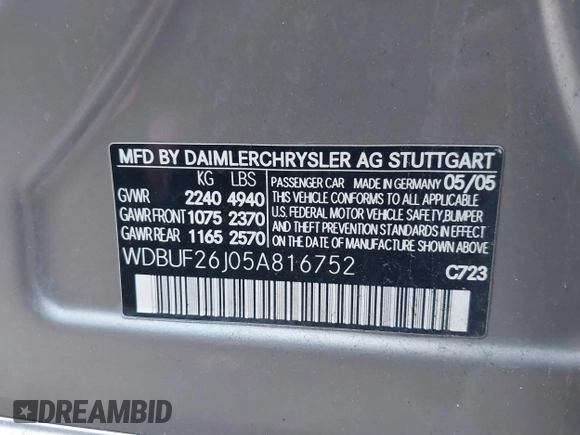 MFD BY DAIMLERCHRYSLER AG STUTTGART
KG LBS
GVWR 2240 4940
GAWR FRONT 1075 2370
GAWR REAR 1165 2570
PASSENGER CAR MADE IN GERMANY 05/05
THIS VEHICLE CONFORMS TO ALL APPLICABLE
U.S. FEDERAL MOTOR VEHICLE SAFETY, BUMPER
AND THEFT PREVENTION STANDARDS IN EFFECT
ON THE DATE OF MANUFACTURE SHOWN ABOVE.
WDBUF26J05A816752
C723
DREAMBID